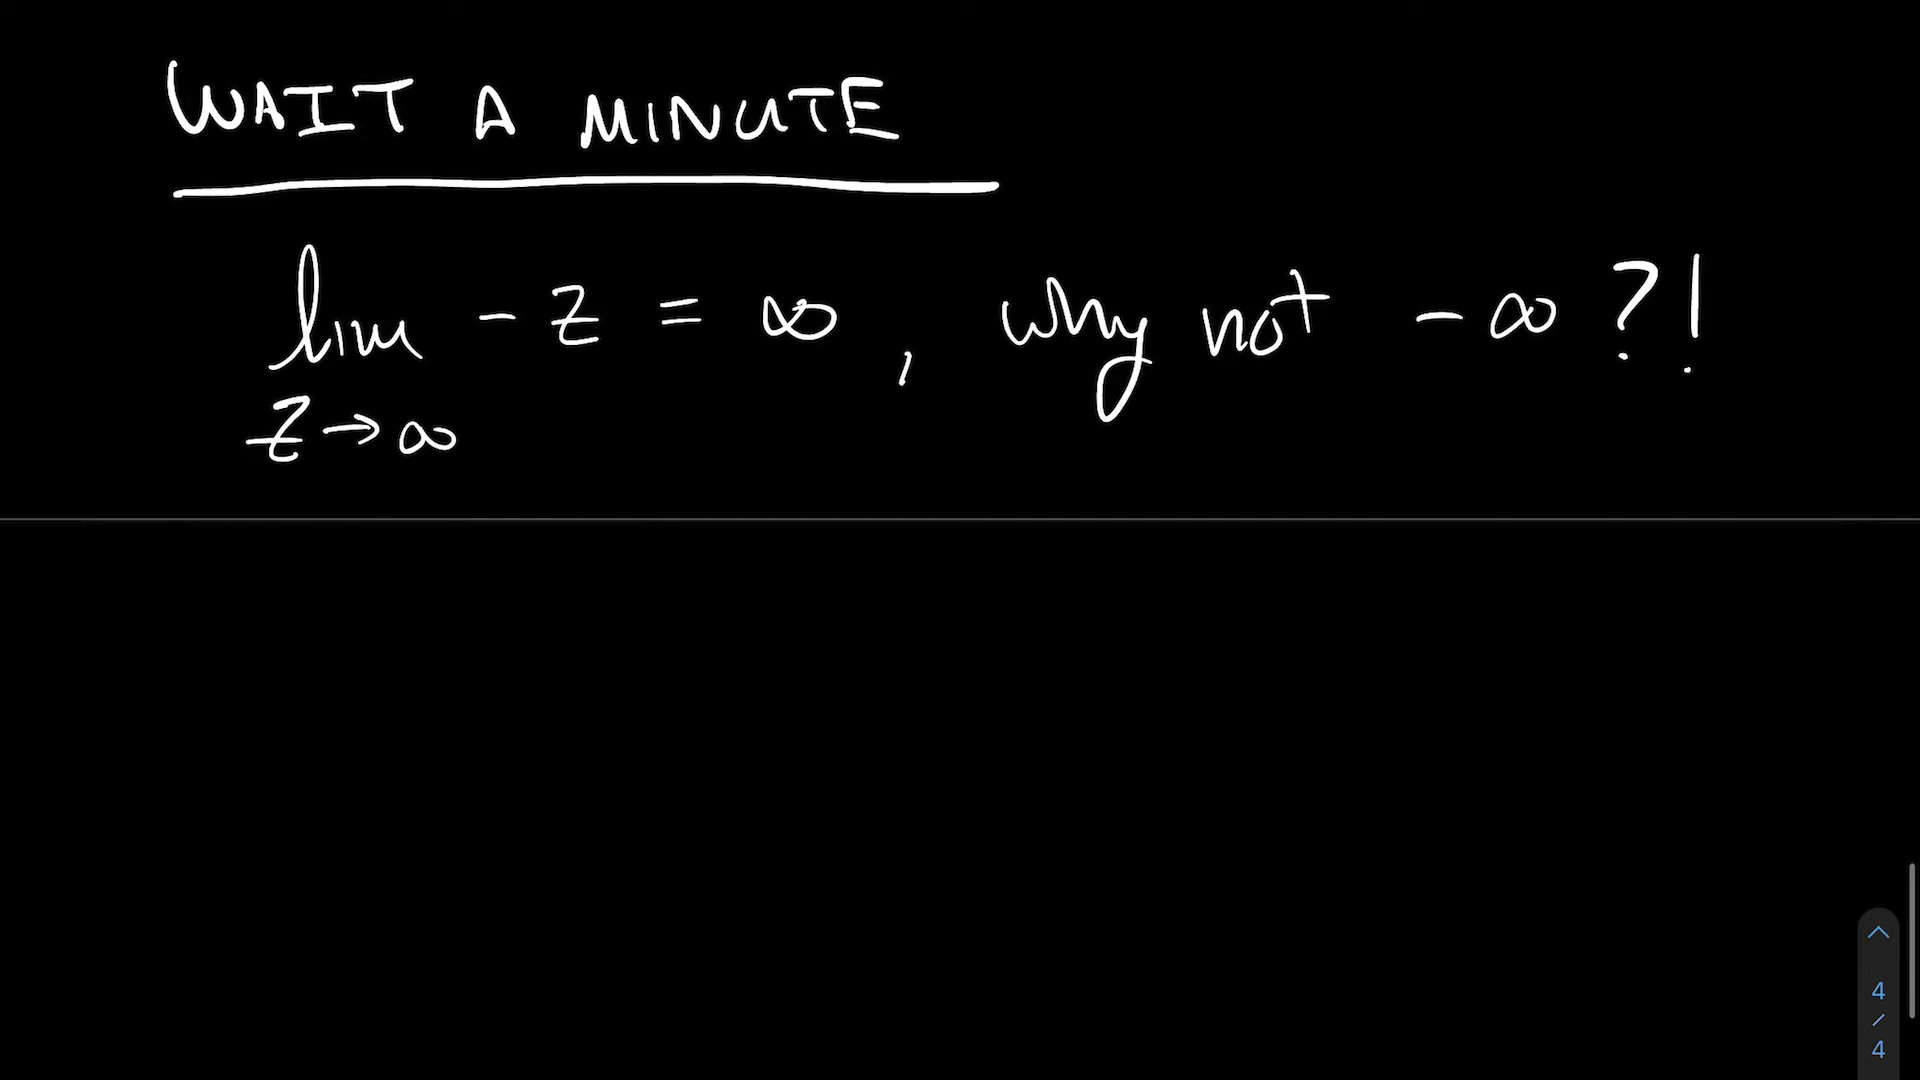 WAIT A MINUTE
lim -z = ∞, why not -∞ ?!
z→∞
4
/
4